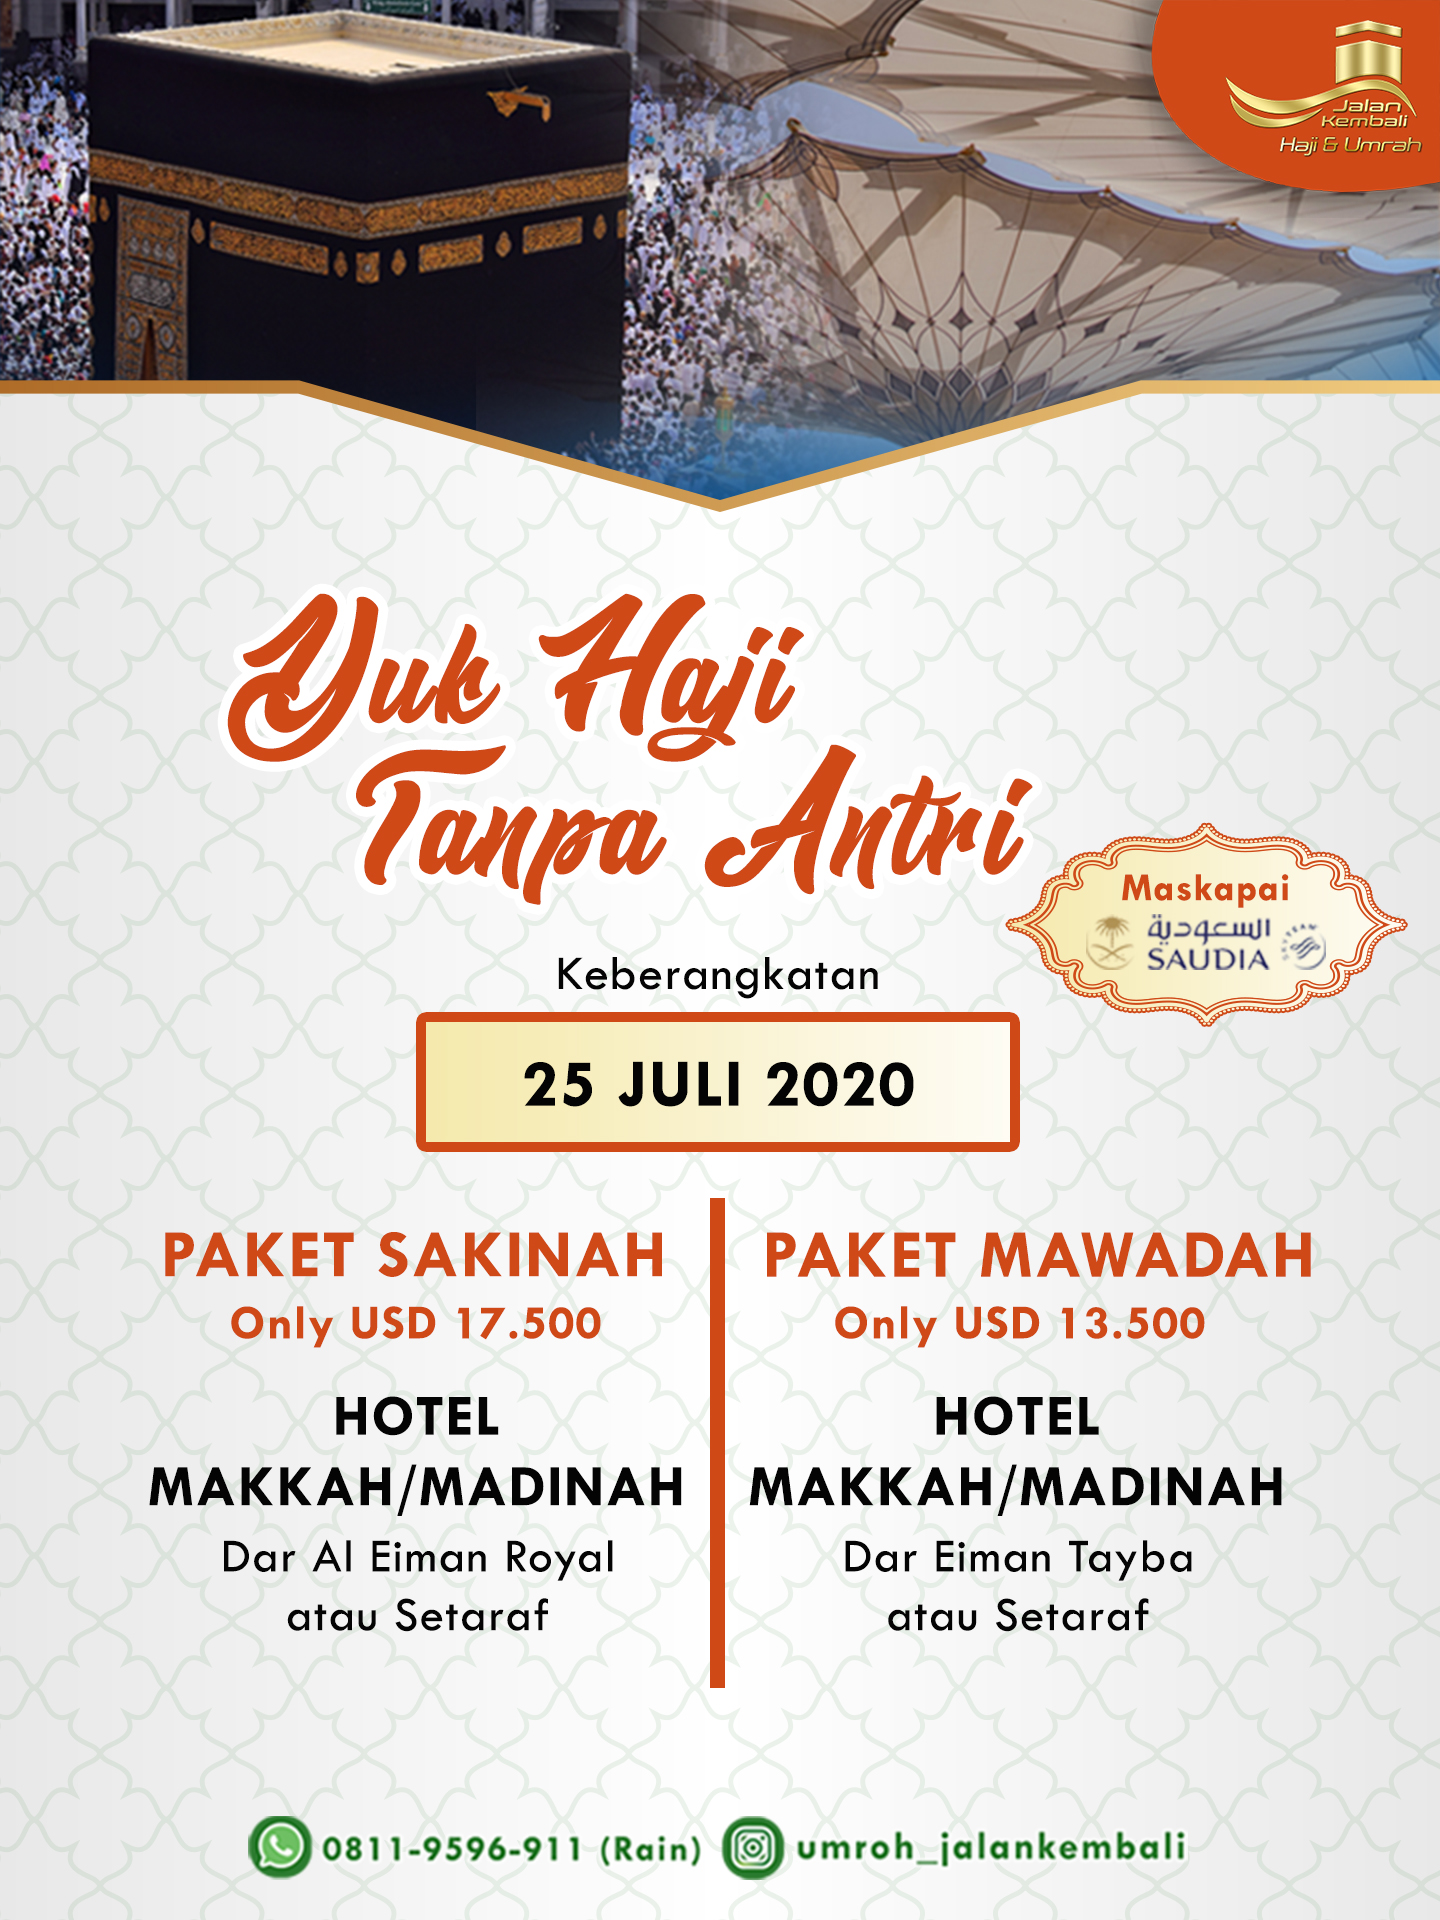 Jalan
Kembali
Haji & Umrah
Yuk Haji
Tanpa Antri
Maskapai
السعودية
SAUDIA
SKYTEAM
Keberangkatan
25 JULI 2020
PAKET SAKINAH
Only USD 17.500
HOTEL
MAKKAH/MADINAH
Dar Al Eiman Royal
atau Setaraf
PAKET MAWADAH
Only USD 13.500
HOTEL
MAKKAH/MADINAH
Dar Eiman Tayba
atau Setaraf
0811-9596-911 (Rain)
umroh_jalankembali